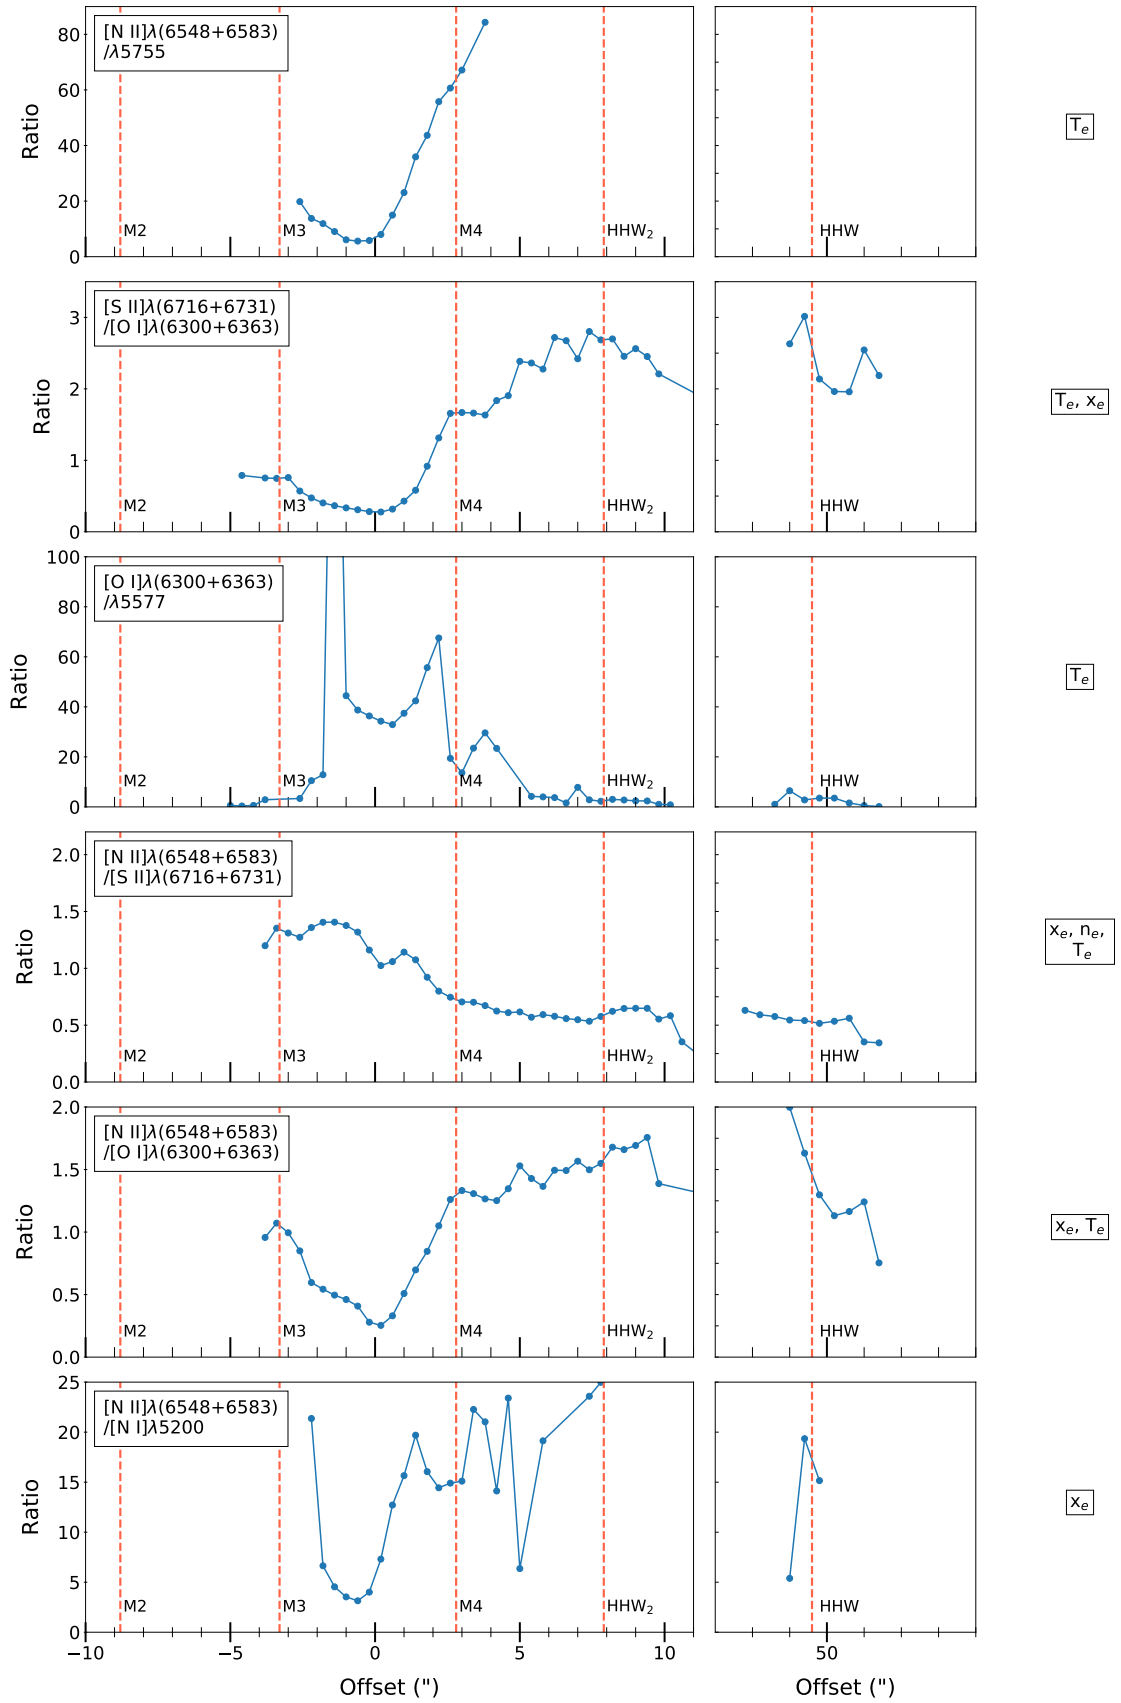 [N II]λ(6548+6583)
/λ5755
80
60
40
20
0
Ratio
M2
M3
M4
HHW₂
HHW
Tₑ
[S II]λ(6716+6731)
/[O I]λ(6300+6363)
3
2
1
0
Ratio
M2
M3
M4
HHW₂
HHW
Tₑ, xₑ
[O I]λ(6300+6363)
/λ5577
100
80
60
40
20
0
Ratio
M2
M3
M4
HHW₂
HHW
Tₑ
[N II]λ(6548+6583)
/[S II]λ(6716+6731)
2.0
1.5
1.0
0.5
0.0
Ratio
M2
M3
M4
HHW₂
HHW
xₑ, nₑ,
Tₑ
[N II]λ(6548+6583)
/[O I]λ(6300+6363)
2.0
1.5
1.0
0.5
0.0
Ratio
M2
M3
M4
HHW₂
HHW
xₑ, Tₑ
[N II]λ(6548+6583)
/[N I]λ5200
25
20
15
10
5
0
Ratio
M2
M3
M4
HHW₂
HHW
xₑ
−10 −5 0 5 10 50
Offset (") Offset (")